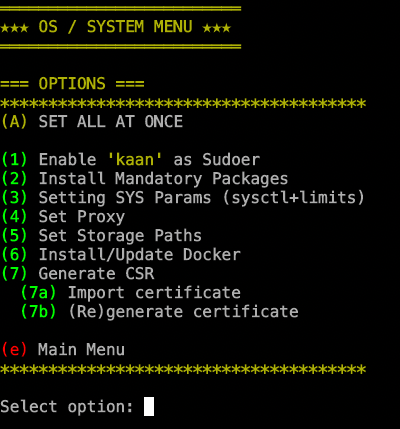 ★★★ OS / SYSTEM MENU ★★★
=== OPTIONS ===
**************************************
(A) SET ALL AT ONCE
(1) Enable 'kaan' as Sudoer
(2) Install Mandatory Packages
(3) Setting SYS Params (sysctl+limits)
(4) Set Proxy
(5) Set Storage Paths
(6) Install/Update Docker
(7) Generate CSR
(7a) Import certificate
(7b) (Re)generate certificate
(e) Main Menu
**************************************
Select option: